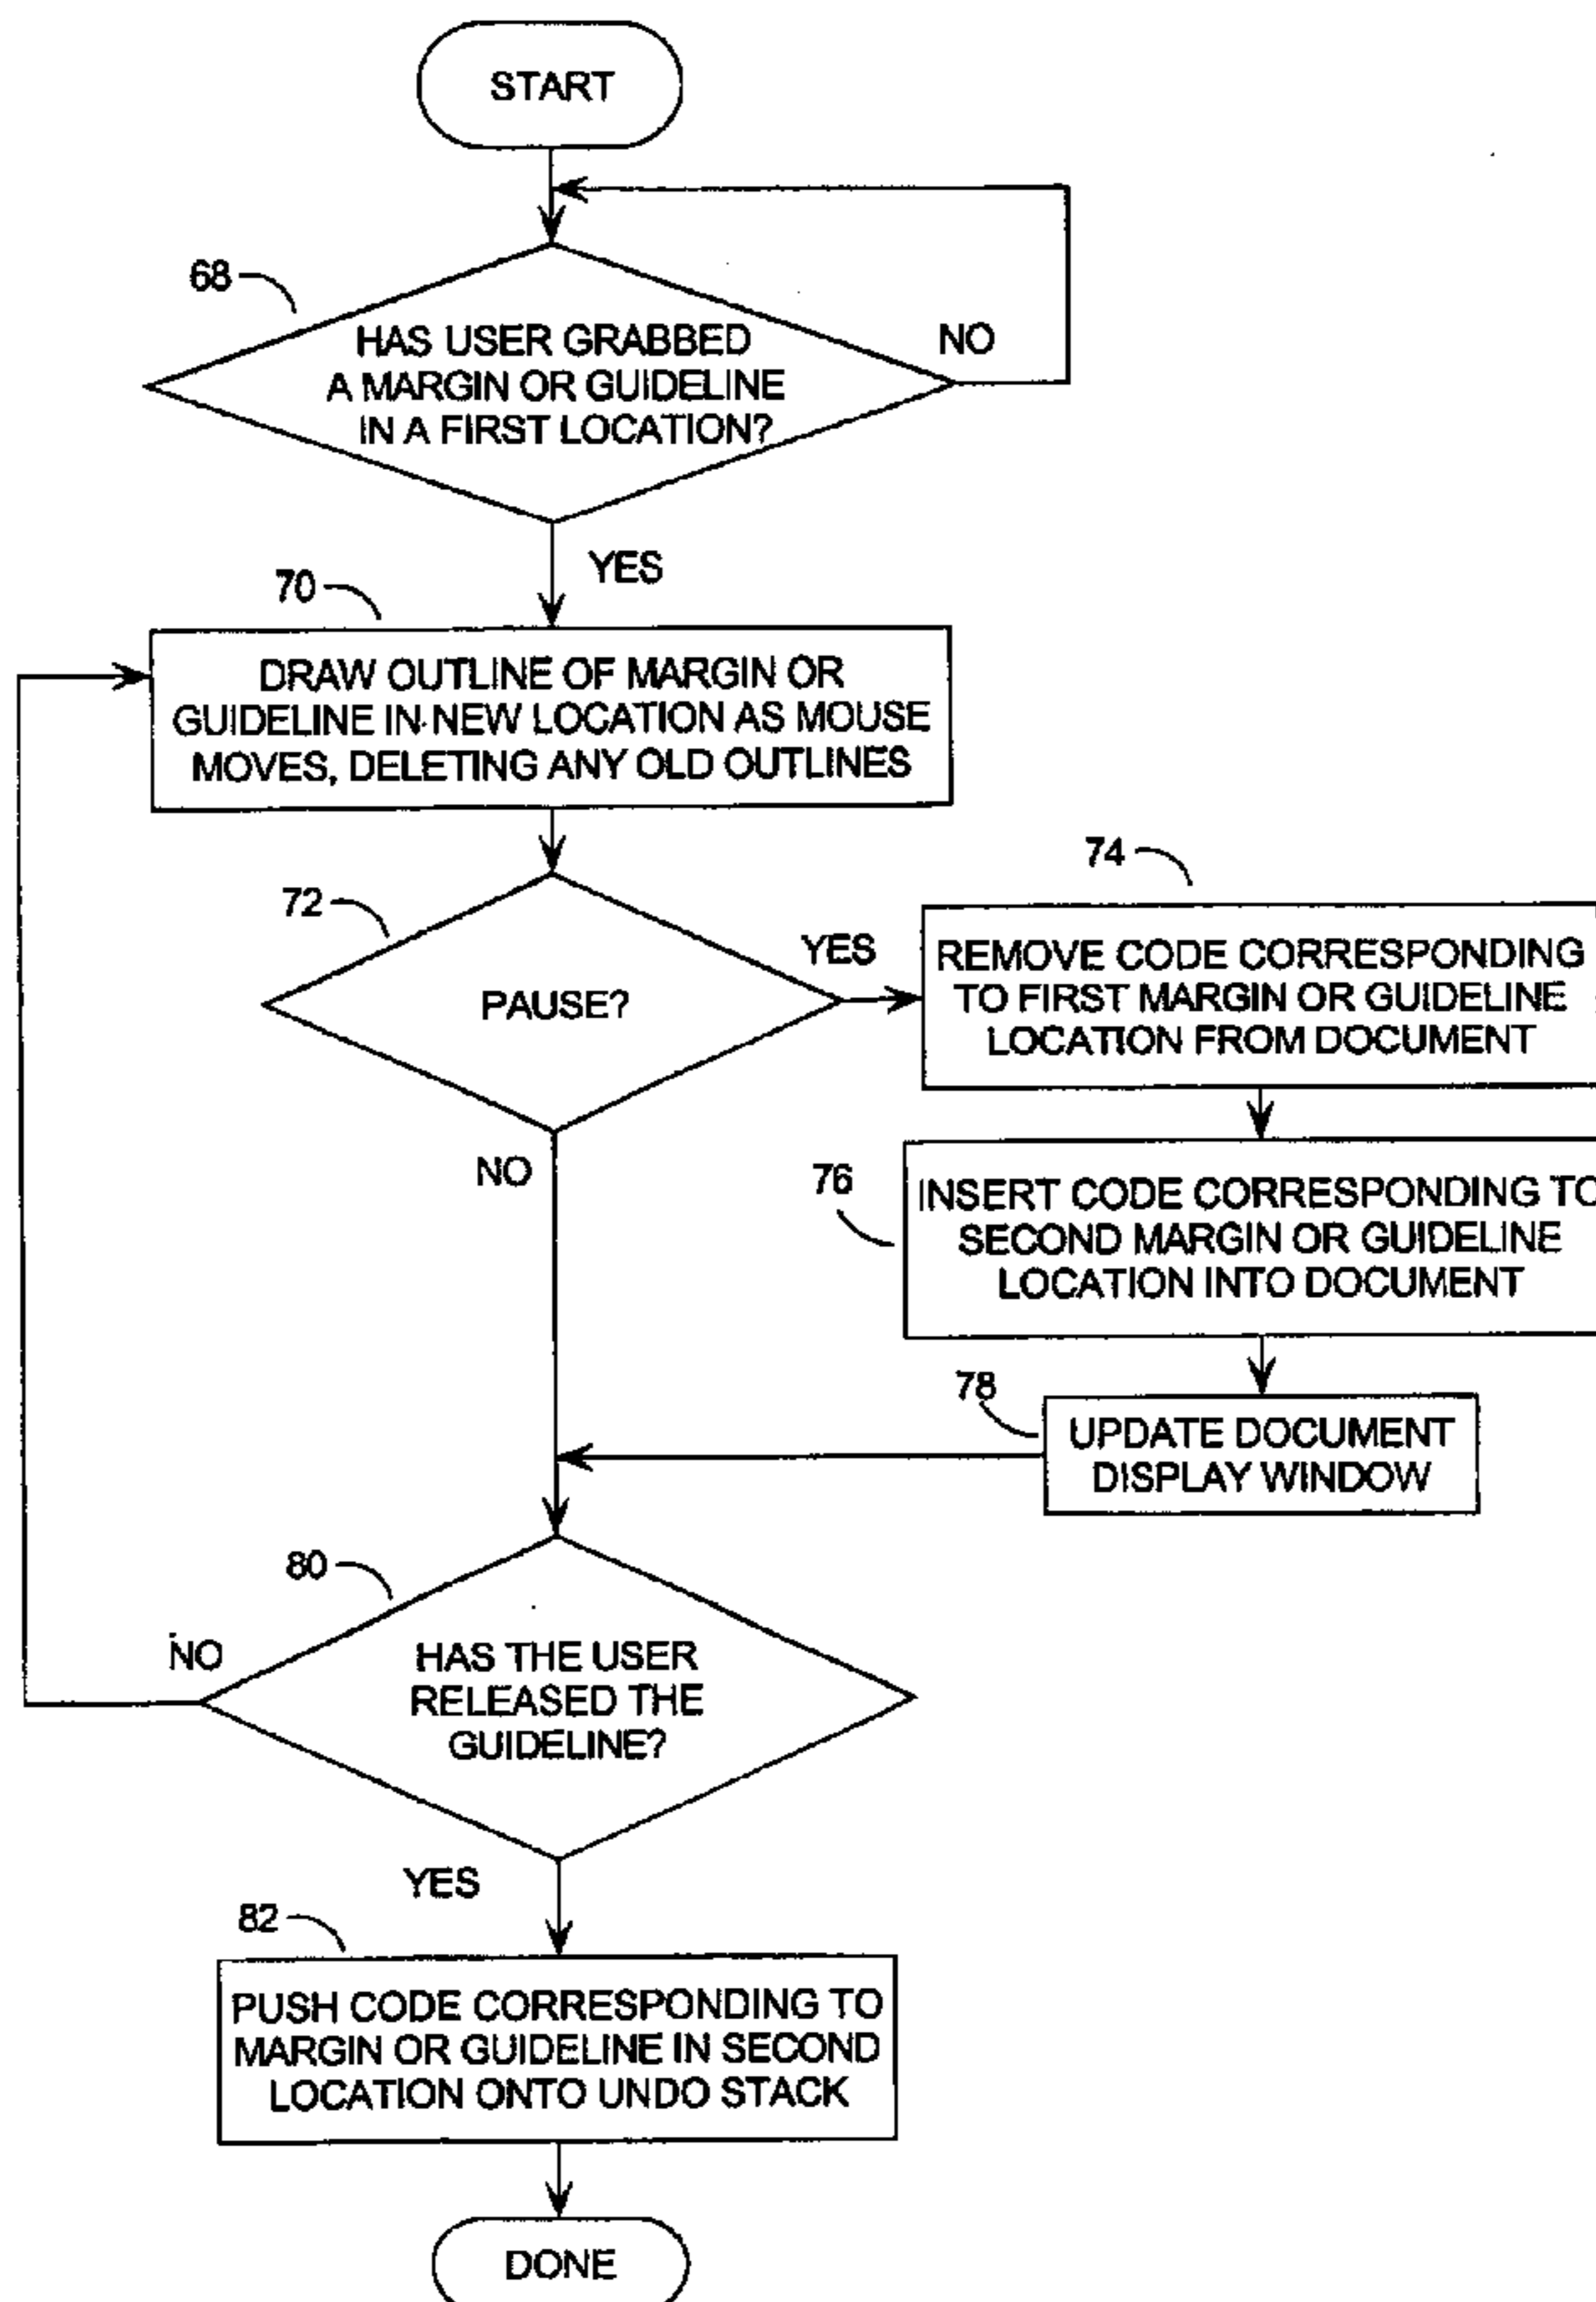 START
68
HAS USER GRABBED
A MARGIN OR GUIDELINE
IN A FIRST LOCATION?
NO
YES
70
DRAW OUTLINE OF MARGIN OR
GUIDELINE IN NEW LOCATION AS MOUSE
MOVES, DELETING ANY OLD OUTLINES
72
PAUSE?
YES
74
REMOVE CODE CORRESPONDING
TO FIRST MARGIN OR GUIDELINE
LOCATION FROM DOCUMENT
NO
76
INSERT CODE CORRESPONDING TO
SECOND MARGIN OR GUIDELINE
LOCATION INTO DOCUMENT
78
UPDATE DOCUMENT
DISPLAY WINDOW
80
NO
HAS THE USER
RELEASED THE
GUIDELINE?
YES
82
PUSH CODE CORRESPONDING TO
MARGIN OR GUIDELINE IN SECOND
LOCATION ONTO UNDO STACK
DONE